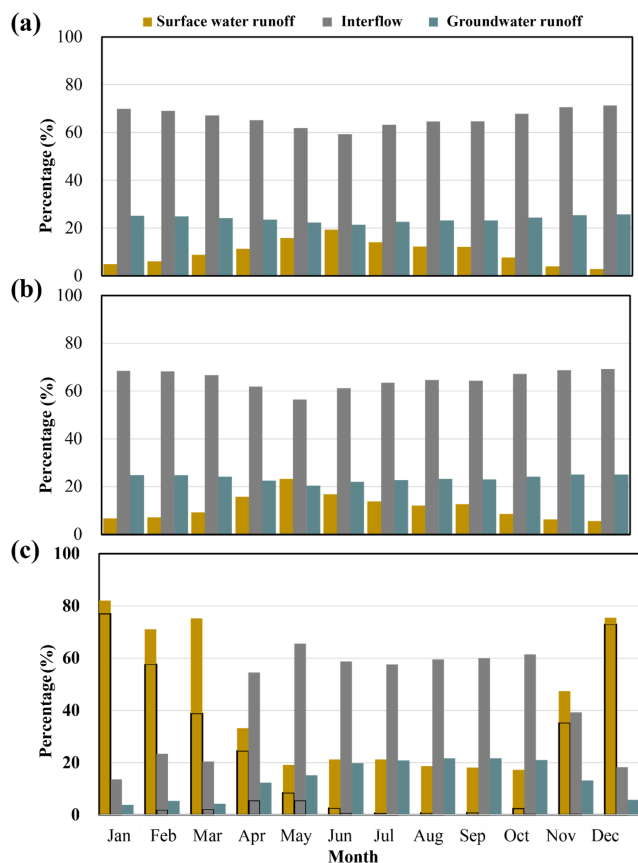 (a)
Surface water runoff Interflow Groundwater runoff
100
80
60
40
20
0
Percentage (%)
(b)
100
80
60
40
20
0
Percentage (%)
(c)
100
80
60
40
20
0
Percentage (%)
Jan Feb Mar Apr May Jun Jul Aug Sep Oct Nov Dec
Month